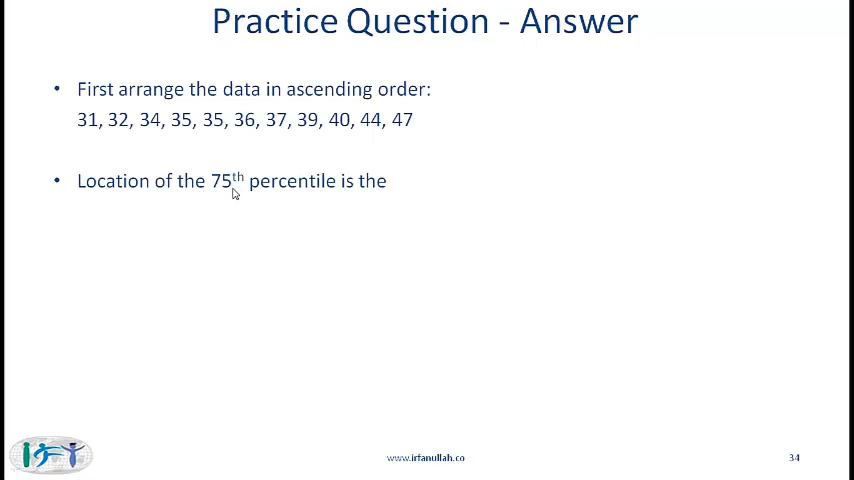 Practice Question - Answer
• First arrange the data in ascending order:
31, 32, 34, 35, 35, 36, 37, 39, 40, 44, 47
• Location of the 75th percentile is the
www.irfanullah.co
34